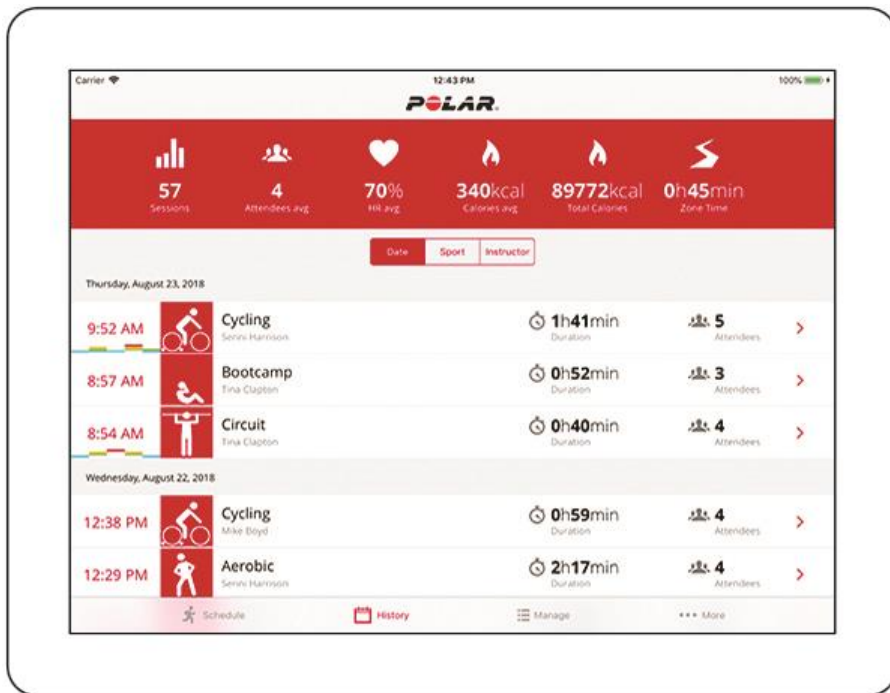 Carrier 12:43 PM 100%
POLAR.
57 4 70% 340kcal 89772kcal 0h45min
Sessions Attendees avg HR avg Calories avg Total Calories Zone Time
Date Sport Instructor
Thursday, August 23, 2018
9:52 AM Cycling 1h41min 5
Senni Harrison Duration Attendees
8:57 AM Bootcamp 0h52min 3
Tina Clapton Duration Attendees
8:54 AM Circuit 0h40min 4
Tina Clapton Duration Attendees
Wednesday, August 22, 2018
12:38 PM Cycling 0h59min 4
Mike Boyd Duration Attendees
12:29 PM Aerobic 2h17min 4
Senni Harrison Duration Attendees
Schedule History Manage More